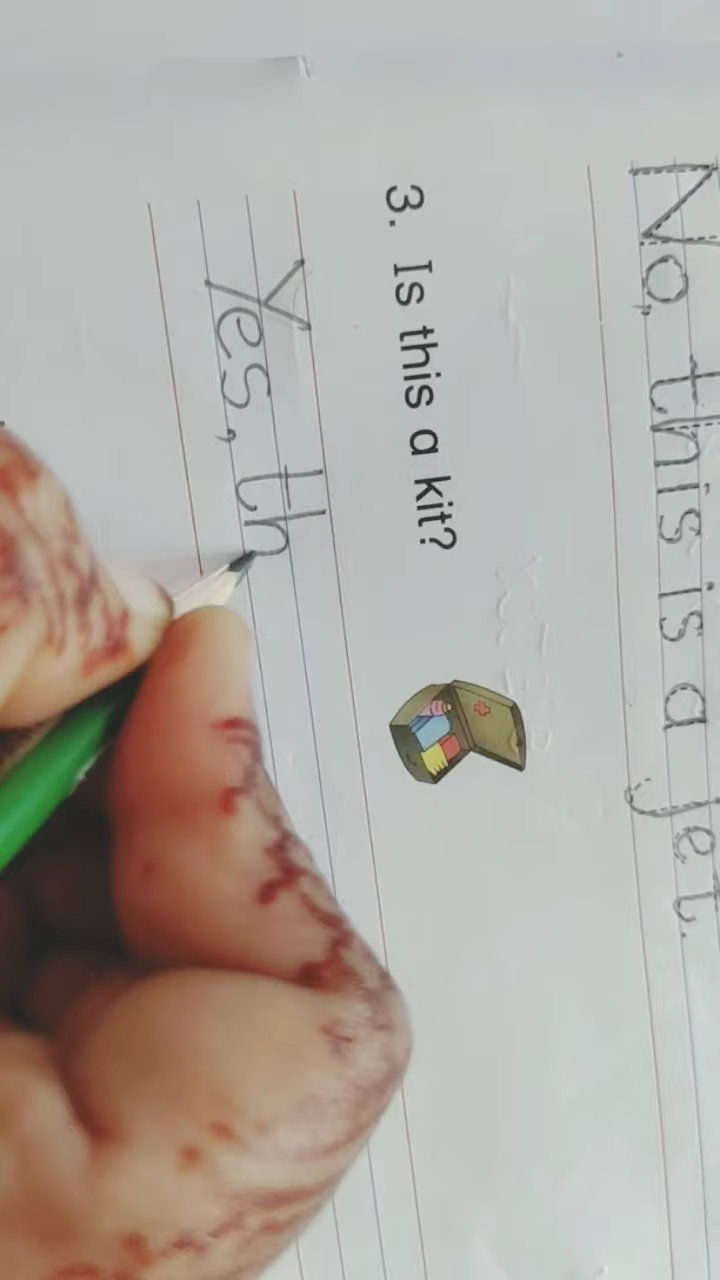 No, this is a jet.
3. Is this a kit?
Yes, th